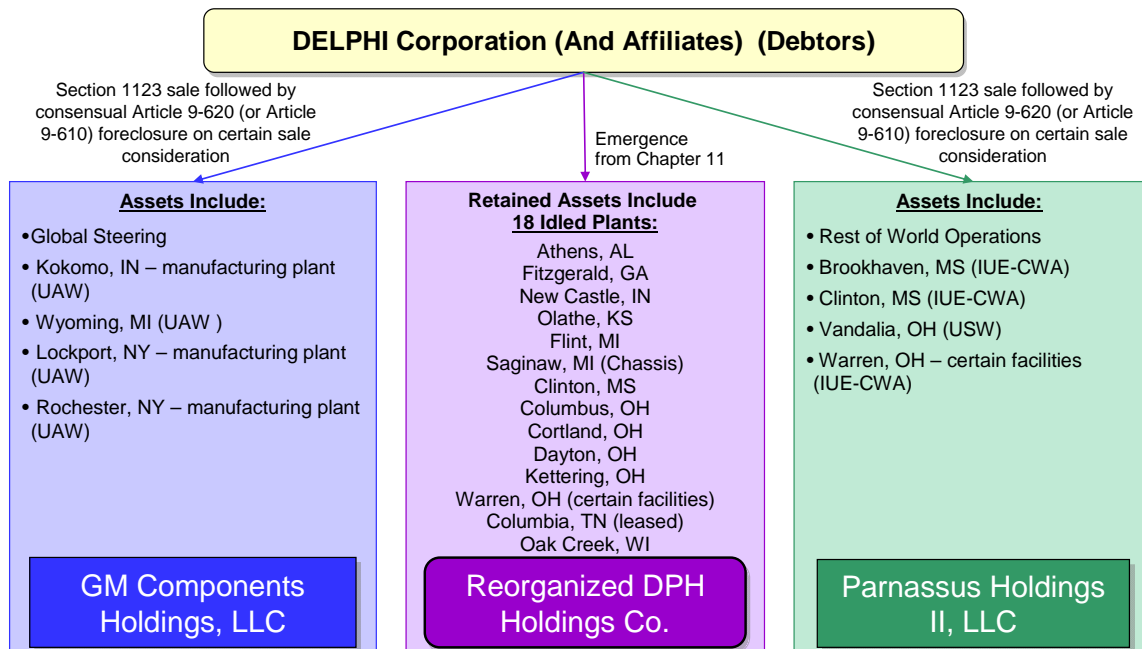 DELPHI Corporation (And Affiliates)  (Debtors)
Section 1123 sale followed by
consensual Article 9-620 (or Article
9-610) foreclosure on certain sale
consideration
Emergence
from Chapter 11
Section 1123 sale followed by
consensual Article 9-620 (or Article
9-610) foreclosure on certain sale
consideration
Assets Include:
•Global Steering
• Kokomo, IN – manufacturing plant
(UAW)
• Wyoming, MI (UAW )
• Lockport, NY – manufacturing plant
(UAW)
• Rochester, NY – manufacturing plant
(UAW)
GM Components
Holdings, LLC
Retained Assets Include
18 Idled Plants:
Athens, AL
Fitzgerald, GA
New Castle, IN
Olathe, KS
Flint, MI
Saginaw, MI (Chassis)
Clinton, MS
Columbus, OH
Cortland, OH
Dayton, OH
Kettering, OH
Warren, OH (certain facilities)
Columbia, TN (leased)
Oak Creek, WI
Reorganized DPH
Holdings Co.
Assets Include:
• Rest of World Operations
• Brookhaven, MS (IUE-CWA)
• Clinton, MS (IUE-CWA)
• Vandalia, OH (USW)
• Warren, OH – certain facilities
(IUE-CWA)
Parnassus Holdings
II, LLC